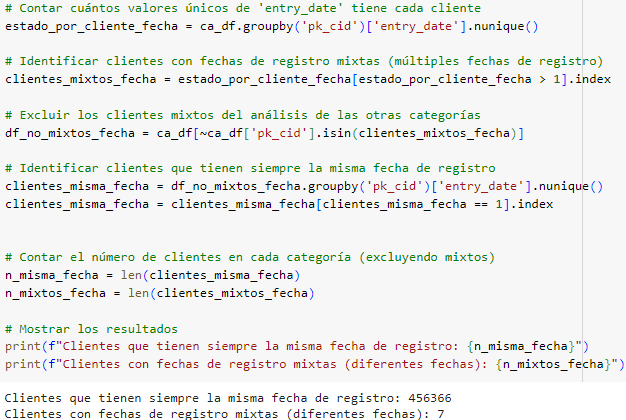 # Contar cuántos valores únicos de 'entry_date' tiene cada cliente
estado_por_cliente_fecha = ca_df.groupby('pk_cid')['entry_date'].nunique()
# Identificar clientes con fechas de registro mixtas (múltiples fechas de registro)
clientes_mixtos_fecha = estado_por_cliente_fecha[estado_por_cliente_fecha > 1].index
# Excluir los clientes mixtos del análisis de las otras categorías
df_no_mixtos_fecha = ca_df[~ca_df['pk_cid'].isin(clientes_mixtos_fecha)]
# Identificar clientes que tienen siempre la misma fecha de registro
clientes_misma_fecha = df_no_mixtos_fecha.groupby('pk_cid')['entry_date'].nunique()
clientes_misma_fecha = clientes_misma_fecha[clientes_misma_fecha == 1].index
# Contar el número de clientes en cada categoría (excluyendo mixtos)
n_misma_fecha = len(clientes_misma_fecha)
n_mixtos_fecha = len(clientes_mixtos_fecha)
# Mostrar los resultados
print(f"Clientes que tienen siempre la misma fecha de registro: {n_misma_fecha}")
print(f"Clientes con fechas de registro mixtas (diferentes fechas): {n_mixtos_fecha}")
Clientes que tienen siempre la misma fecha de registro: 456366
Clientes con fechas de registro mixtas (diferentes fechas): 7